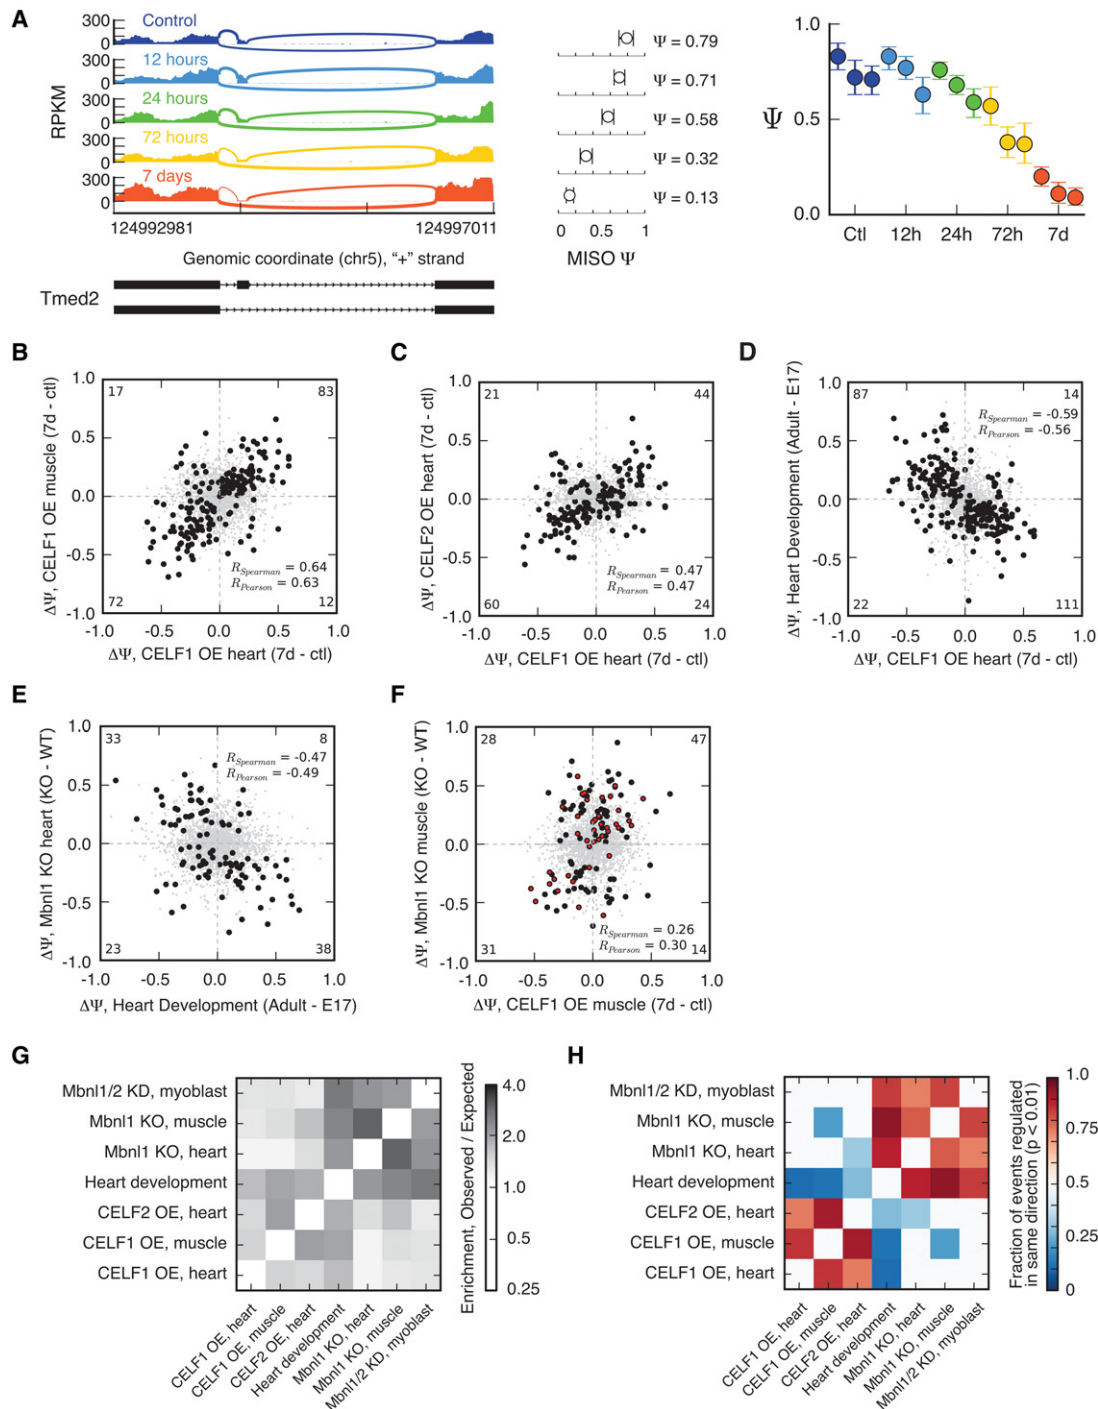 A
Control
12 hours
24 hours
72 hours
7 days
RPKM
300
0
300
0
300
0
300
0
300
0
124992981 124997011
Genomic coordinate (chr5), “+” strand
Tmed2
Ψ = 0.79
Ψ = 0.71
Ψ = 0.58
Ψ = 0.32
Ψ = 0.13
0 0.5 1
MISO Ψ
1.0
0.5
0.0
Ψ
Ctl 12h 24h 72h 7d
B
ΔΨ, CELF1 OE muscle (7d - ctl)
1.0
0.5
0.0
-0.5
-1.0
17 83
R_Spearman = 0.64
R_Pearson = 0.63
72 12
-1.0 -0.5 0.0 0.5 1.0
ΔΨ, CELF1 OE heart (7d - ctl)
C
ΔΨ, CELF2 OE heart (7d - ctl)
1.0
0.5
0.0
-0.5
-1.0
21 44
R_Spearman = 0.47
R_Pearson = 0.47
60 24
-1.0 -0.5 0.0 0.5 1.0
ΔΨ, CELF1 OE heart (7d - ctl)
D
ΔΨ, Heart Development (Adult - E17)
1.0
0.5
0.0
-0.5
-1.0
87 14
R_Spearman = -0.59
R_Pearson = -0.56
22 111
-1.0 -0.5 0.0 0.5 1.0
ΔΨ, CELF1 OE heart (7d - ctl)
E
ΔΨ, Mbnl1 KO heart (KO - WT)
1.0
0.5
0.0
-0.5
-1.0
33 8
R_Spearman = -0.47
R_Pearson = -0.49
23 38
-1.0 -0.5 0.0 0.5 1.0
ΔΨ, Heart Development (Adult - E17)
F
ΔΨ, Mbnl1 KO muscle (KO - WT)
1.0
0.5
0.0
-0.5
-1.0
28 47
R_Spearman = 0.26
R_Pearson = 0.30
31 14
-1.0 -0.5 0.0 0.5 1.0
ΔΨ, CELF1 OE muscle (7d - ctl)
G
Mbnl1/2 KD, myoblast
Mbnl1 KO, muscle
Mbnl1 KO, heart
Heart development
CELF2 OE, heart
CELF1 OE, muscle
CELF1 OE, heart
CELF1 OE, heart
CELF1 OE, muscle
CELF2 OE, heart
Heart development
Mbnl1 KO, heart
Mbnl1 KO, muscle
Mbnl1/2 KD, myoblast
Enrichment, Observed / Expected
4.0
2.0
1.0
0.5
0.25
H
Mbnl1/2 KD, myoblast
Mbnl1 KO, muscle
Mbnl1 KO, heart
Heart development
CELF2 OE, heart
CELF1 OE, muscle
CELF1 OE, heart
CELF1 OE, heart
CELF1 OE, muscle
CELF2 OE, heart
Heart development
Mbnl1 KO, heart
Mbnl1 KO, muscle
Mbnl1/2 KD, myoblast
Fraction of events regulated
in same direction (p < 0.01)
1.0
0.75
0.5
0.25
0